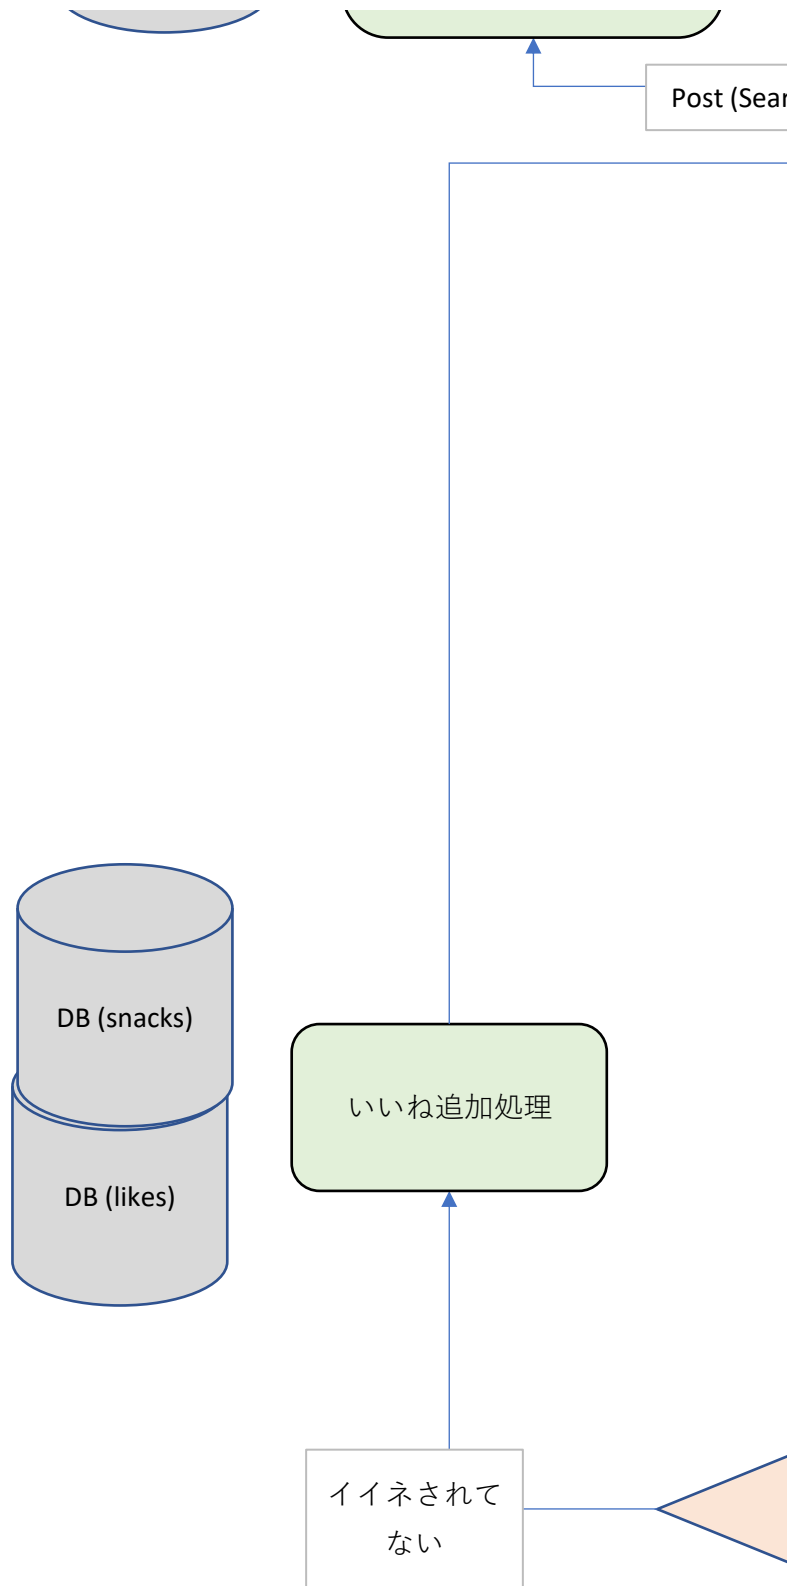 Post (Sear
DB (snacks)
いいね追加処理
DB (likes)
イイネされて
ない